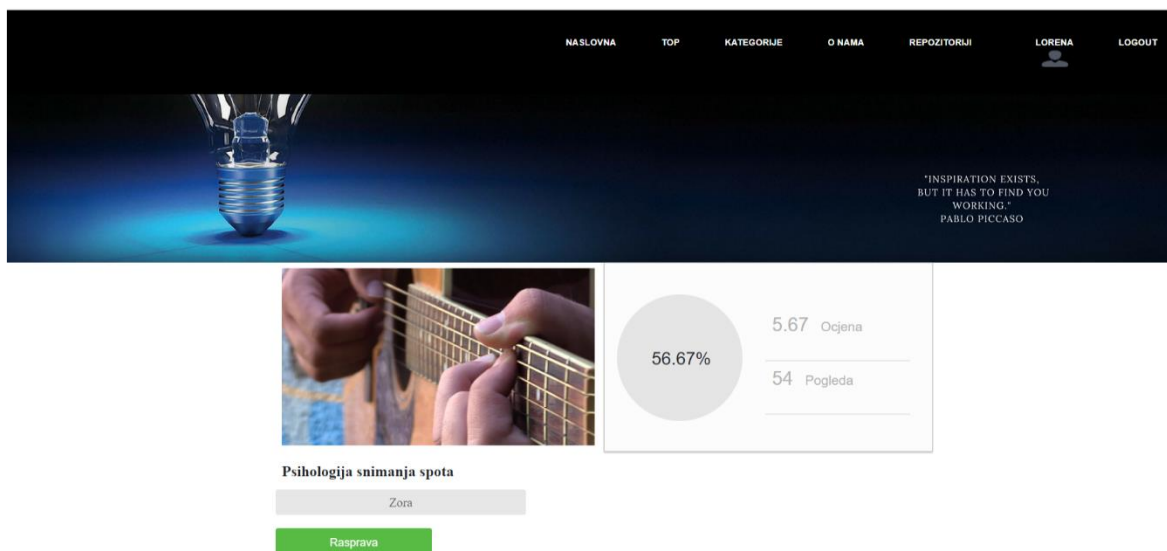 NASLOVNA TOP KATEGORIJE O NAMA REPOZITORIJI LORENA LOGOUT
"INSPIRATION EXISTS,
BUT IT HAS TO FIND YOU
WORKING."
PABLO PICCASO
56.67%
5.67 Ocjena
54 Pogleda
Psihologija snimanja spota
Zora
Rasprava